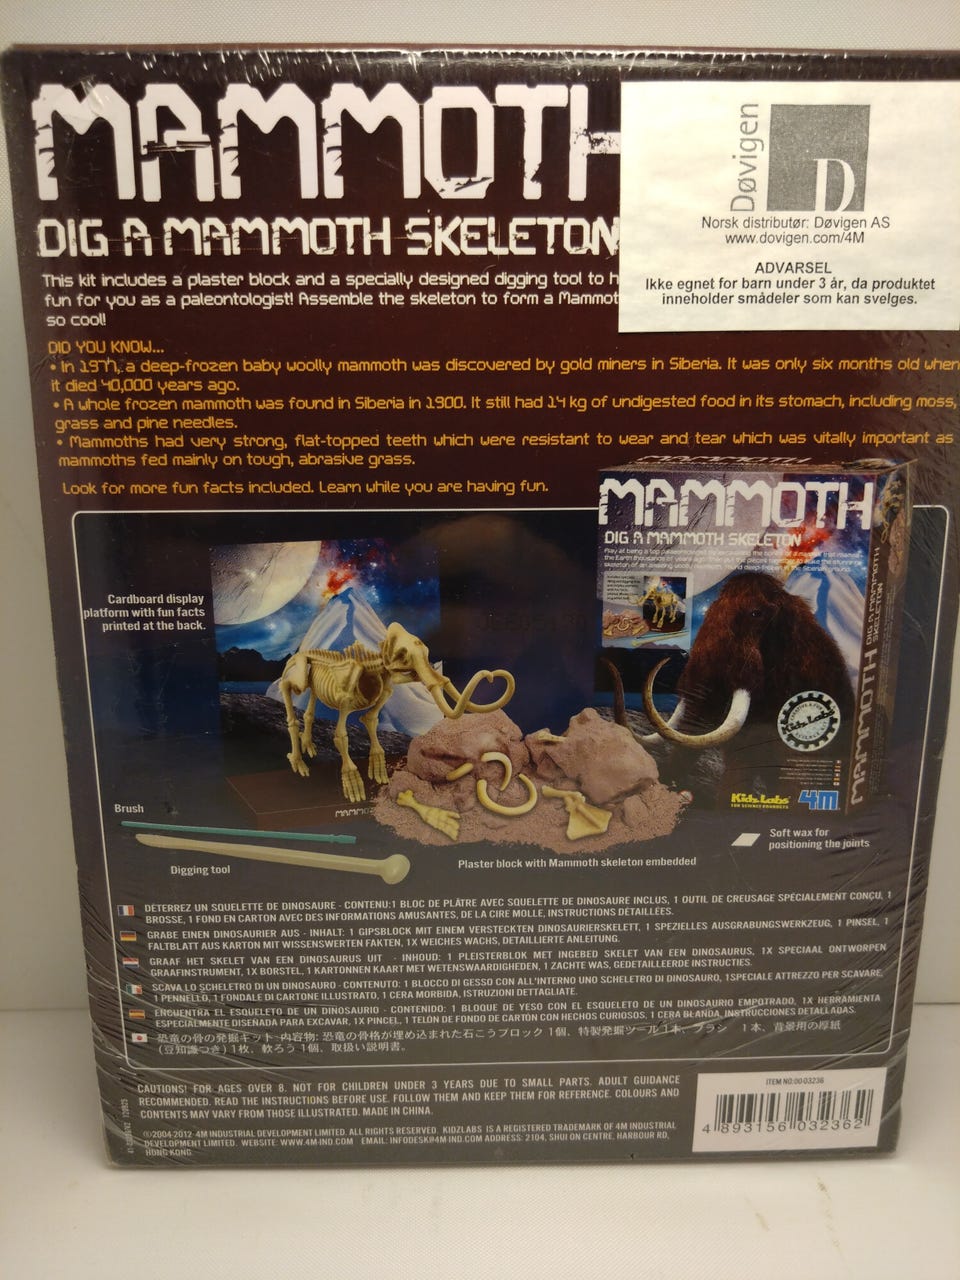 MAMMOTH
DIG A MAMMOTH SKELETON
This kit includes a plaster block and a specially designed digging tool to
fun for you as a paleontologist! Assemble the skeleton to form a
so cool!
Døvigen
D
Norsk distributør: Døvigen AS
www.dovigen.com/4M
ADVARSEL
Ikke egnet for barn under 3 år, da produktet
inneholder smådeler som kan svelges.
DID YOU KNOW...
• In 1977, a deep-frozen baby woolly mammoth was discovered by gold miners in Siberia. It was only six months old when
it died 40,000 years ago.
• A whole frozen mammoth was found in Siberia in 1900. It still had 14 kg of undigested food in its stomach, including moss,
grass and pine needles.
• Mammoths had very strong, flat-topped teeth which were resistant to wear and tear which was vitally important as
mammoths fed mainly on tough, abrasive grass.
Look for more fun facts included. Learn while you are having fun.
MAMMOTH
DIG A MAMMOTH SKELETON
MAMMOTH
DIG A MAMMOTH
SKELETON
Kidz Labs
Kidz Labs
FUN SCIENCE PRODUCTS
4M
Cardboard display
platform with fun facts
printed at the back.
Brush
Digging tool
Plaster block with Mammoth skeleton embedded
Soft wax for
positioning the joints
DÉTERREZ UN SQUELETTE DE DINOSAURE - CONTENU:1 BLOC DE PLÂTRE AVEC SQUELETTE DE DINOSAURE INCLUS, 1 OUTIL DE CREUSAGE SPÉCIALEMENT CONÇU, 1
BROSSE, 1 FOND EN CARTON AVEC DES INFORMATIONS AMUSANTES, DE LA CIRE MOLLE, INSTRUCTIONS DÉTAILLÉES.
GRABE EINEN DINOSAURIER AUS - INHALT: 1 GIPSBLOCK MIT EINEM VERSTECKTEN DINOSAURIERSKELETT, 1 SPEZIELLES AUSGRABUNGSWERKZEUG, 1 PINSEL, 1
FALTBLATT AUS KARTON MIT WISSENSWERTEN FAKTEN, 1X WEICHES WACHS, DETAILLIERTE ANLEITUNG.
GRAAF HET SKELET VAN EEN DINOSAURUS UIT - INHOUD: 1 PLEISTERBLOK MET INGEBED SKELET VAN EEN DINOSAURUS, 1X SPECIAAL ONTWORPEN
GRAAFINSTRUMENT, 1X BORSTEL, 1 KARTONNEN KAART MET WETENSWAARDIGHEDEN, 1 ZACHTE WAS, GEDETAILLEERDE INSTRUCTIES.
SCAVA LO SCHELETRO DI UN DINOSAURO - CONTENUTO: 1 BLOCCO DI GESSO CON ALL'INTERNO UNO SCHELETRO DI DINOSAURO, 1SPECIALE ATTREZZO PER SCAVARE,
1 PENNELLO, 1 FONDALE DI CARTONE ILLUSTRATO, 1 CERA MORBIDA, ISTRUZIONI DETTAGLIATE.
ENCUENTRA EL ESQUELETO DE UN DINOSAURIO - CONTENIDO: 1 BLOQUE DE YESO CON EL ESQUELETO DE UN DINOSAURIO EMPOTRADO, 1X HERRAMIENTA
ESPECIALMENTE DISENADA PARA EXCAVAR, 1X PINCEL, 1 TELON DE FONDO DE CARTON CON HECHOS CURIOSOS, 1 CERA BLANDA, INSTRUCCIONES DETALLADAS.
恐竜の骨の発掘キット 内容物: 恐竜の骨格が埋め込まれた石こうブロック 1個、特製発掘ツール 1本、ブラシ 1本、背景用の厚紙
(豆知識つき) 1枚、軟ろう 1個、取扱い説明書。
CAUTIONS! FOR AGES OVER 8. NOT FOR CHILDREN UNDER 3 YEARS DUE TO SMALL PARTS. ADULT GUIDANCE
RECOMMENDED. READ THE INSTRUCTIONS BEFORE USE. FOLLOW THEM AND KEEP THEM FOR REFERENCE. COLOURS AND
CONTENTS MAY VARY FROM THOSE ILLUSTRATED. MADE IN CHINA.
©2004-2012 4M INDUSTRIAL DEVELOPMENT LIMITED. ALL RIGHTS RESERVED. KIDZLABS IS A REGISTERED TRADEMARK OF 4M INDUSTRIAL
DEVELOPMENT LIMITED. WEBSITE: WWW.4M-IND.COM EMAIL: INFODESK@4M-IND.COM ADDRESS: 2104, SHUI ON CENTRE, HARBOUR RD,
HONG KONG
ITEM NO:00-03236
4 893156 032362